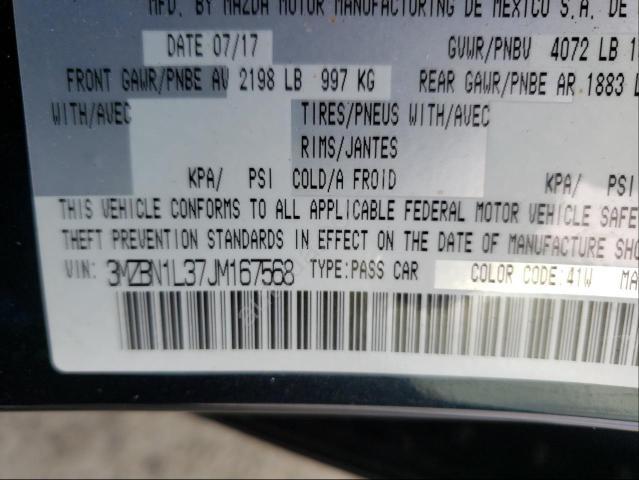 MFD. BY MAZDA MOTOR MANUFACTURING DE MEXICO S.A. DE
DATE 07/17 GVWR/PNBV 4072 LB
FRONT GAWR/PNBE AV 2198 LB 997 KG REAR GAWR/PNBE AR 1883
WITH/AVEC TIRES/PNEUS WITH/AVEC
RIMS/JANTES
KPA/ PSI COLD/A FROID KPA/ PSI
THIS VEHICLE CONFORMS TO ALL APPLICABLE FEDERAL MOTOR VEHICLE SAFE
THEFT PREVENTION STANDARDS IN EFFECT ON THE DATE OF MANUFACTURE SHO
VIN: 3MZBN1L37JM167568 TYPE:PASS CAR COLOR CODE:41W MA